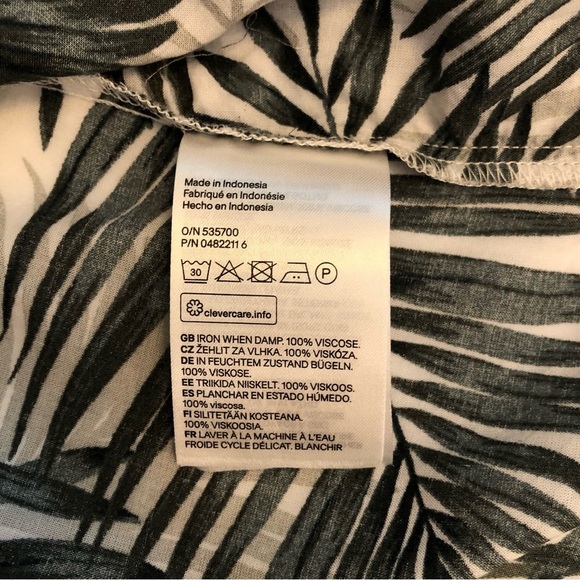 Made in Indonesia
Fabriqué en Indonésie
Hecho en Indonesia
O/N 535700
P/N 0482211 6
30 P
clevercare.info
GB IRON WHEN DAMP. 100% VISCOSE.
CZ ŽEHLIT ZA VLHKA. 100% VISKÓZA.
DE IN FEUCHTEM ZUSTAND BÜGELN.
100% VISKOSE.
EE TRIIKIDA NIISKELT. 100% VISKOOS.
ES PLANCHAR EN ESTADO HÚMEDO.
100% viscosa.
FI SILITETÄÄN KOSTEANA.
100% VISKOOSIA.
FR LAVER À LA MACHINE À L'EAU
FROIDE CYCLE DÉLICAT. BLANCHIR